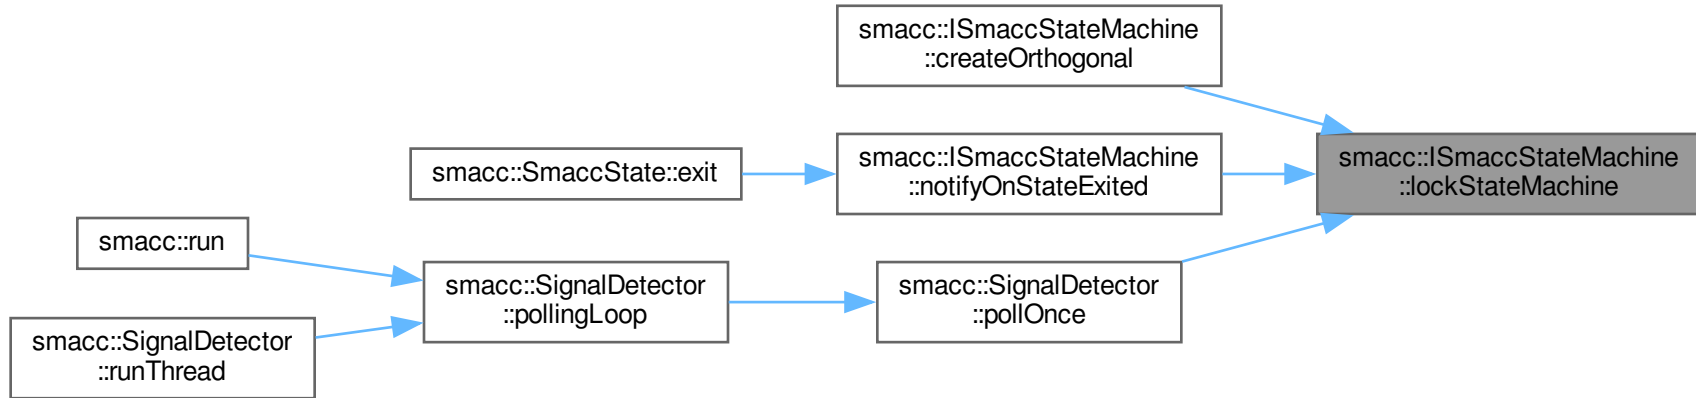 smacc::ISmaccStateMachine
::createOrthogonal
smacc::SmaccState::exit
smacc::ISmaccStateMachine
::notifyOnStateExited
smacc::ISmaccStateMachine
::lockStateMachine
smacc::run
smacc::SignalDetector
::pollingLoop
smacc::SignalDetector
::pollOnce
smacc::SignalDetector
::runThread